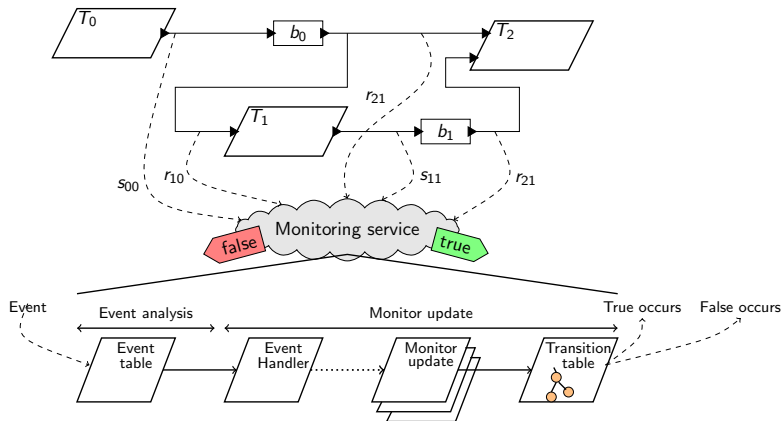 T0
b0
T2
r21
T1
b1
s00
r10
s11
r21
Monitoring service
false
true
Event
Event analysis
Monitor update
True occurs
False occurs
Event
table
Event
Handler
Monitor
update
Transition
table